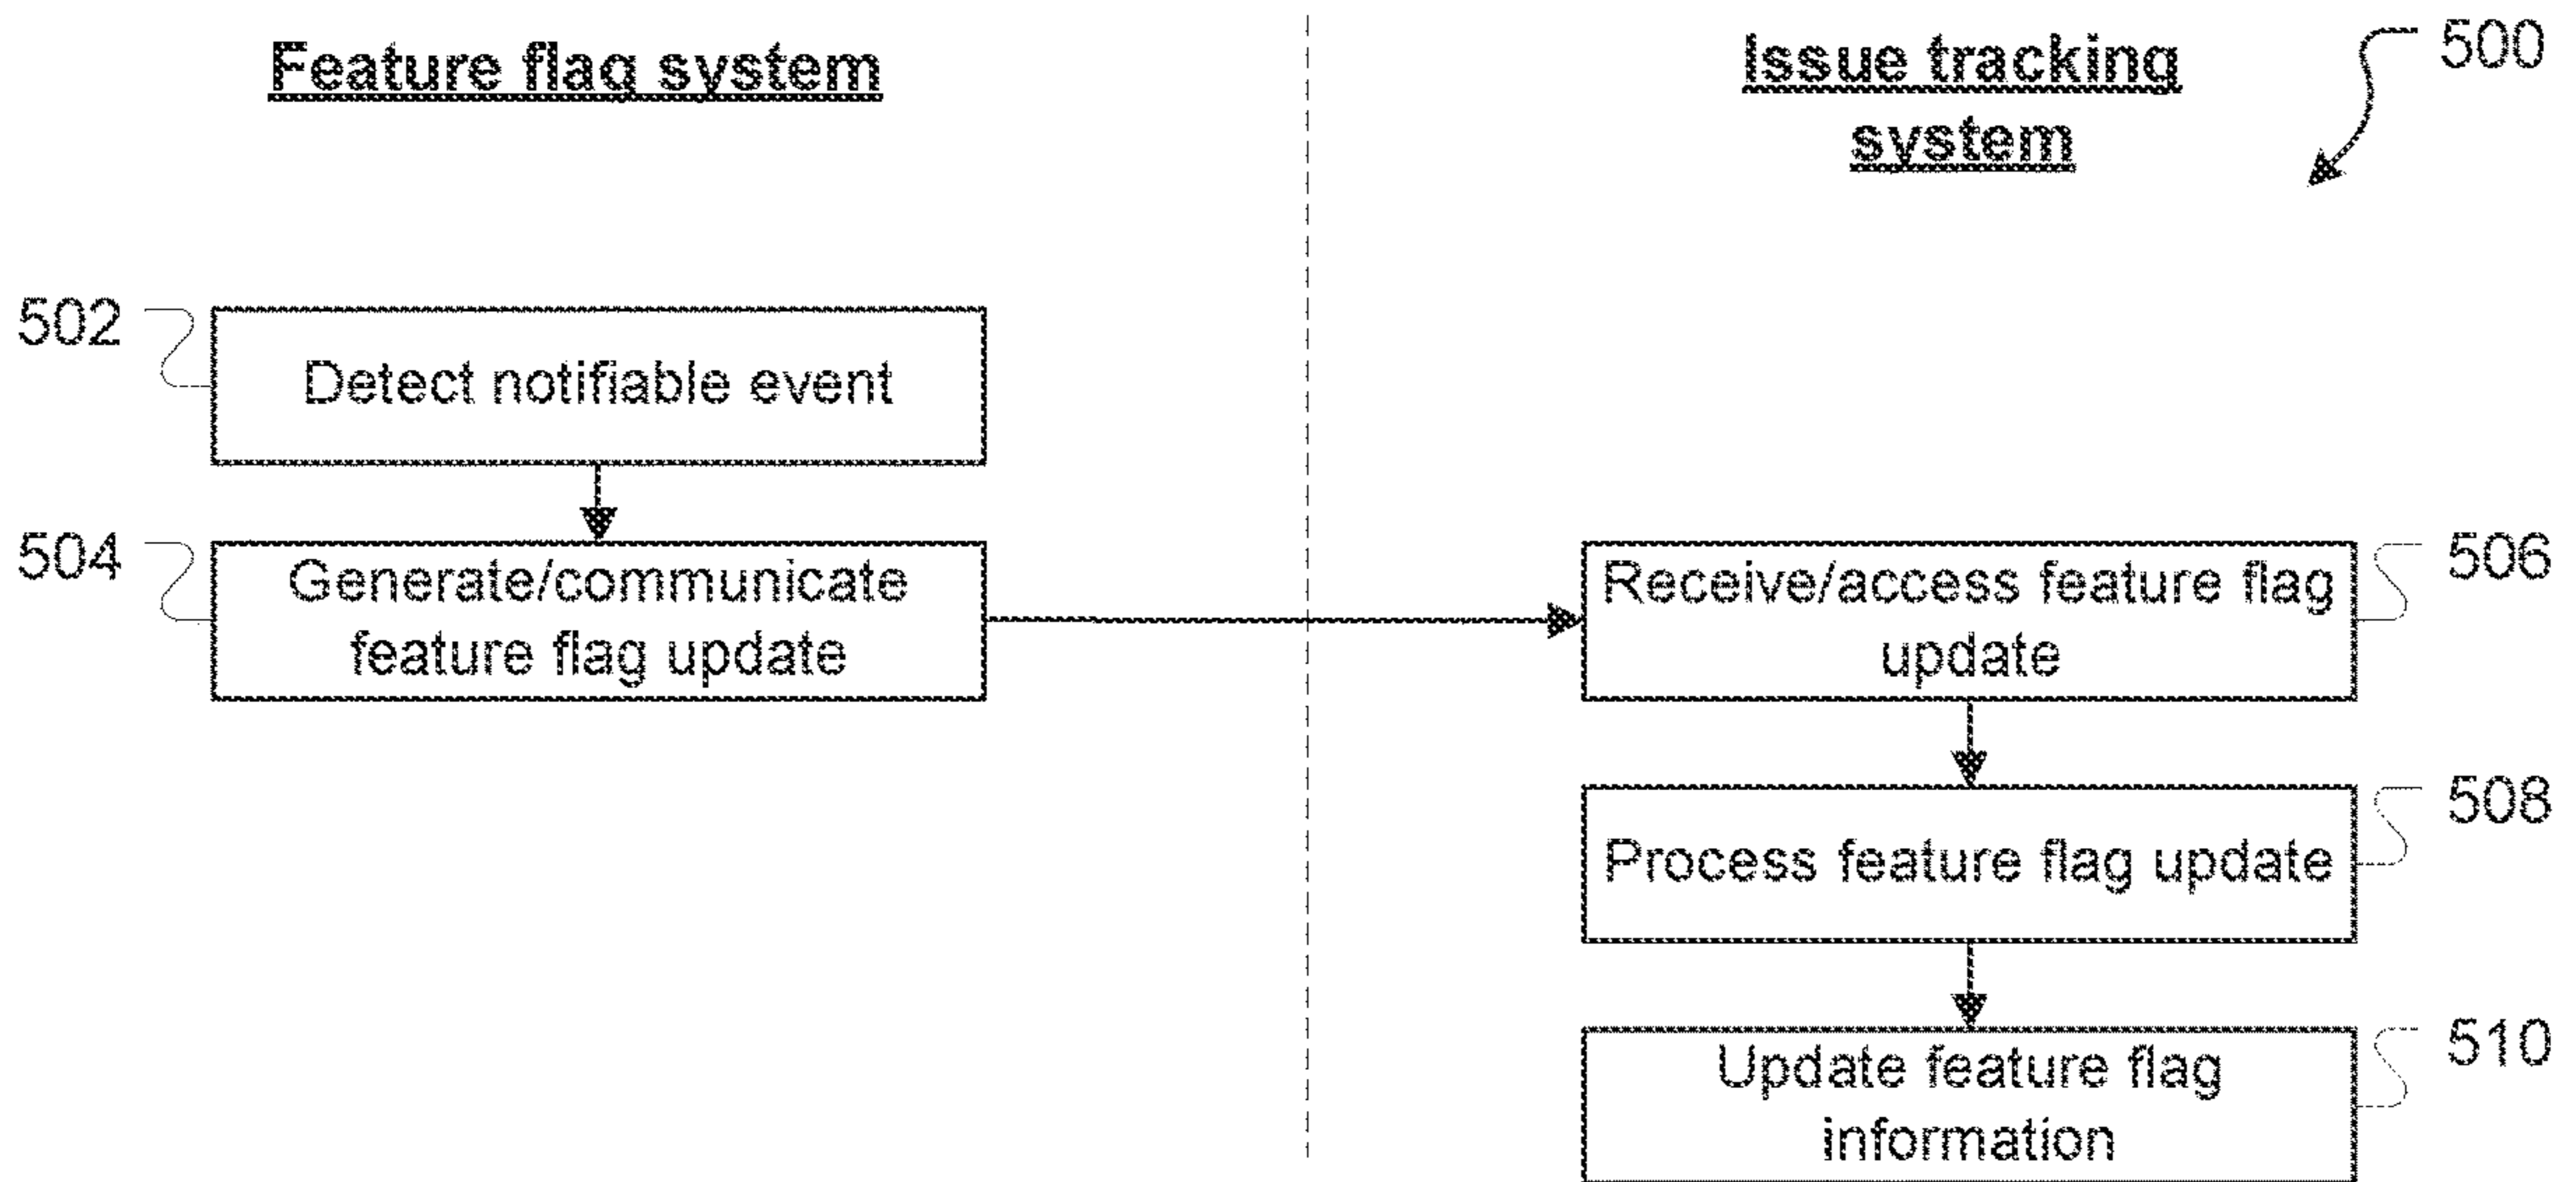 Feature flag system
Issue tracking
system
500
502
Detect notifiable event
504
Generate/communicate
feature flag update
506
Receive/access feature flag
update
508
Process feature flag update
510
Update feature flag
information